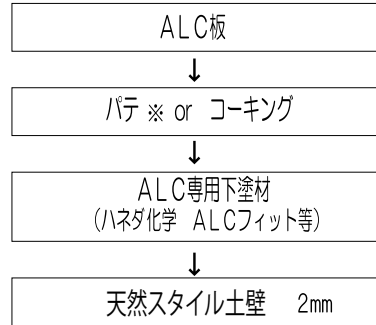 ALC板
↓
パテ ※ or コーキング
↓
ALC専用下塗材
(ハネダ化学 ALCフィット等)
↓
天然スタイル土壁 2mm